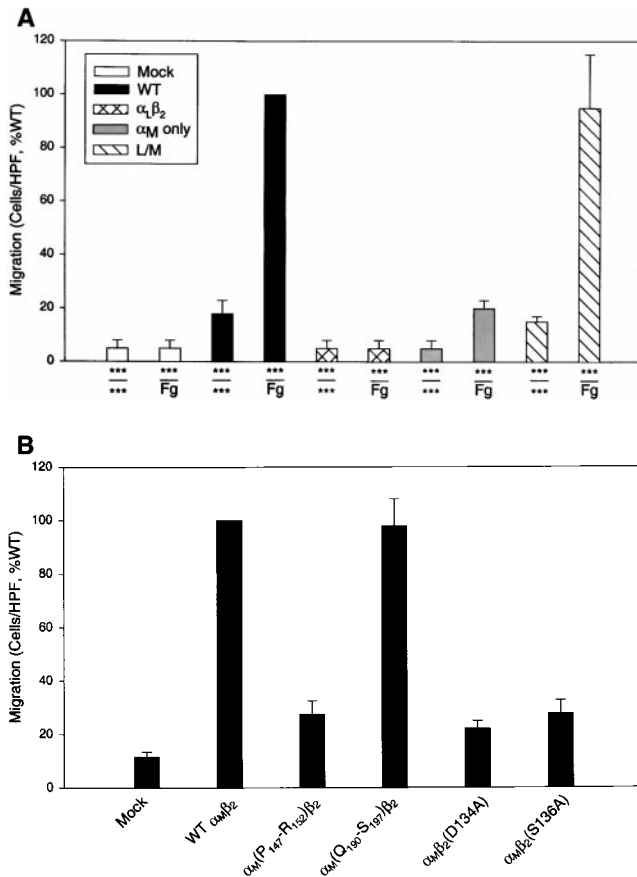 A
120
100
80
60
40
20
0
Migration (Cells/HPF, %WT)
Mock
WT
αLβ2
αM only
L/M
*** *** *** *** *** *** *** *** *** ***
*** Fg *** Fg *** Fg *** Fg *** Fg
B
120
100
80
60
40
20
0
Migration (Cells/HPF, %WT)
Mock
WT αMβ2
αM(P147-R152)β2
αM(Q190-S197)β2
αMβ2(D134A)
αMβ2(S136A)